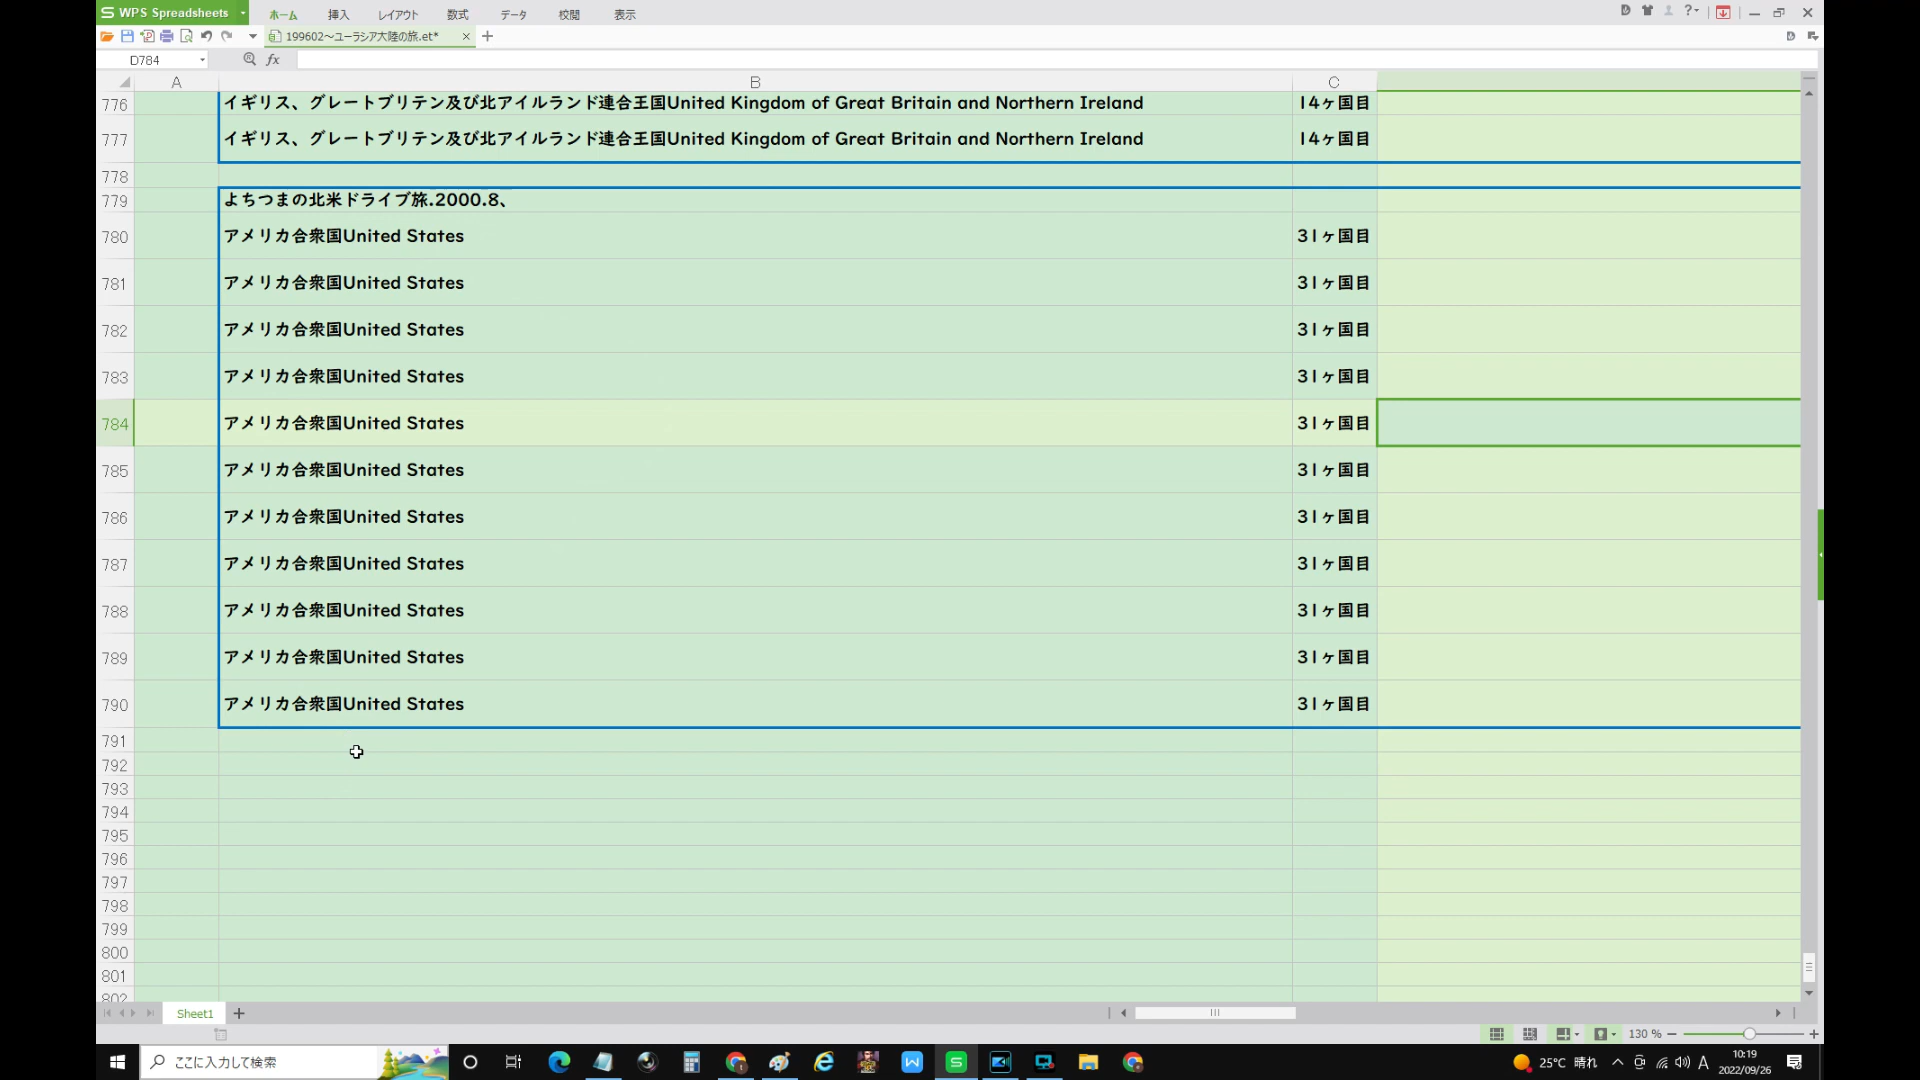 WPS Spreadsheets ホーム 挿入 レイアウト 数式 データ 校閲 表示
199602～ユーラシア大陸の旅.et*
D784 fx
A B C
776 イギリス、グレートブリテン及び北アイルランド連合王国United Kingdom of Great Britain and Northern Ireland 14ヶ国目
777 イギリス、グレートブリテン及び北アイルランド連合王国United Kingdom of Great Britain and Northern Ireland 14ヶ国目
778
779 よちつまの北米ドライブ旅.2000.8、
780 アメリカ合衆国United States 31ヶ国目
781 アメリカ合衆国United States 31ヶ国目
782 アメリカ合衆国United States 31ヶ国目
783 アメリカ合衆国United States 31ヶ国目
784 アメリカ合衆国United States 31ヶ国目
785 アメリカ合衆国United States 31ヶ国目
786 アメリカ合衆国United States 31ヶ国目
787 アメリカ合衆国United States 31ヶ国目
788 アメリカ合衆国United States 31ヶ国目
789 アメリカ合衆国United States 31ヶ国目
790 アメリカ合衆国United States 31ヶ国目
791
792
793
794
795
796
797
798
799
800
801
802
Sheet1
130 %
ここに入力して検索 25°C 晴れ A 10:19
2022/09/26